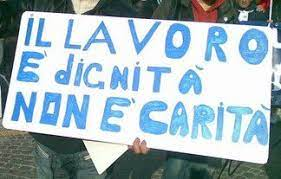 IL LAVORO
È dIGNITÀ
NON È CARITÀ